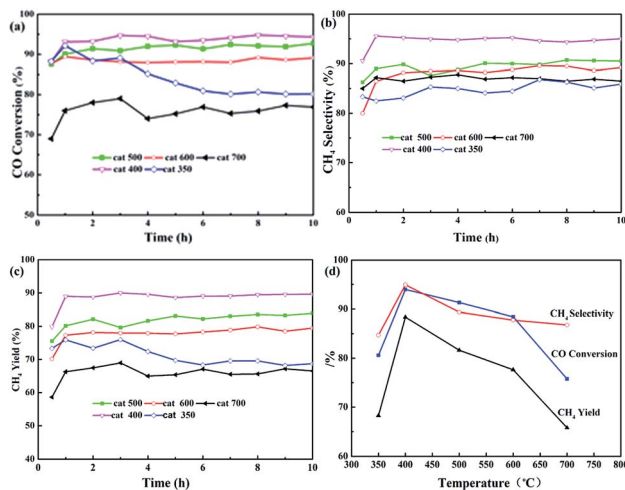 (a)
CO Conversion (%)
100
90
80
70
60
50
cat 500 cat 600 cat 700
cat 400 cat 350
0 2 4 6 8 10
Time (h)
(b)
CH4 Selectivity (%)
100
90
80
70
60
cat 500 cat 600 cat 700
cat 400 cat 350
0 2 4 6 8 10
Time (h)
(c)
CH4 Yield (%)
100
90
80
70
60
50
40
cat 500 cat 600 cat 700
cat 400 cat 350
0 2 4 6 8 10
Time (h)
(d)
/%
100
90
80
70
60
CH4 Selectivity
CO Conversion
CH4 Yield
300 350 400 450 500 550 600 650 700 750 800
Temperature (°C)